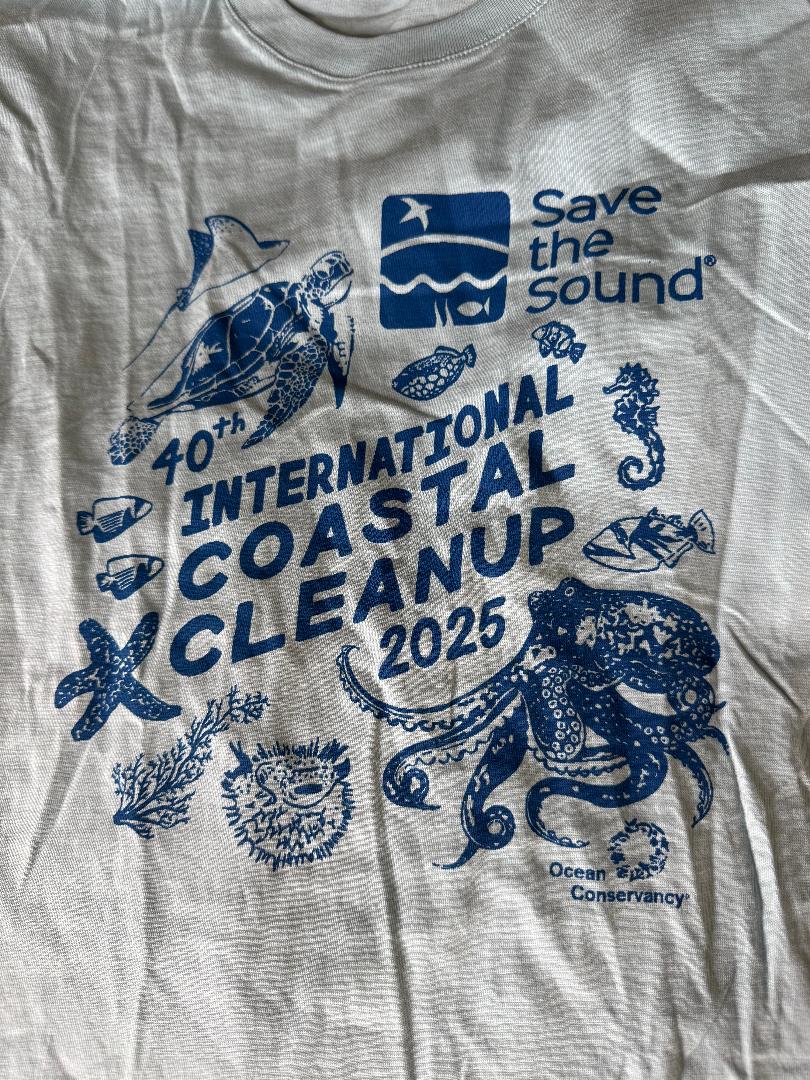 Save
the
Sound®
40th
INTERNATIONAL
COASTAL
CLEANUP
2025
Ocean
Conservancy®